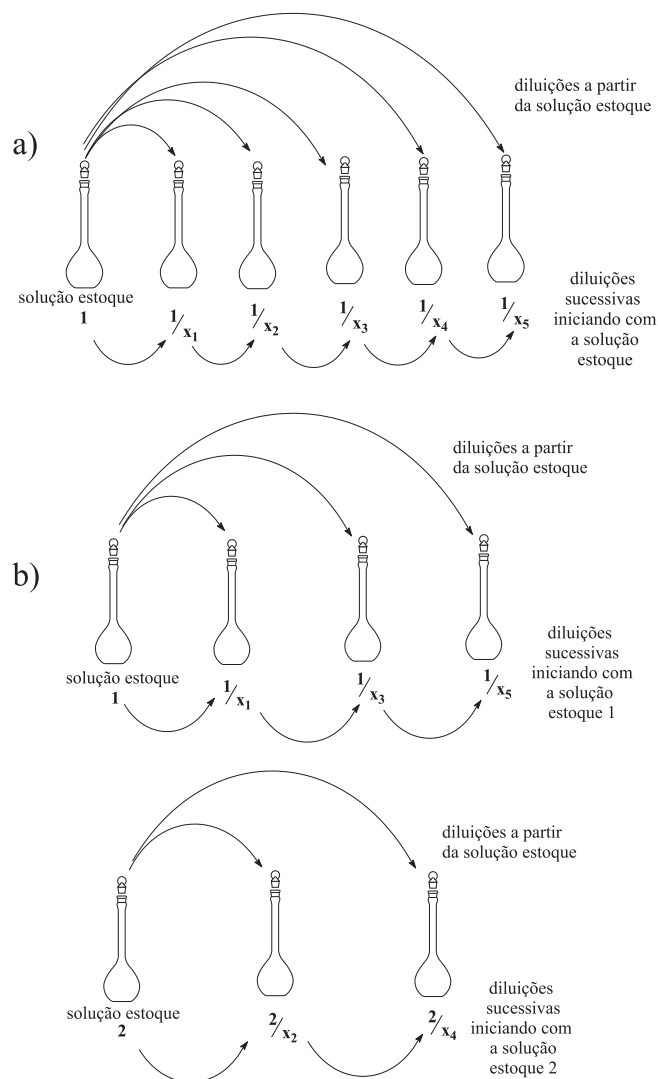 diluições a partir
da solução estoque
a)
solução estoque
1
1/x1
1/x2
1/x3
1/x4
1/x5
diluições
sucessivas
iniciando com
a solução
estoque
diluições a partir
da solução estoque
b)
solução estoque
1
1/x1
1/x3
1/x5
diluições
sucessivas
iniciando com
a solução
estoque 1
diluições a partir
da solução estoque
solução estoque
2
2/x2
2/x4
diluições
sucessivas
iniciando com
a solução
estoque 2